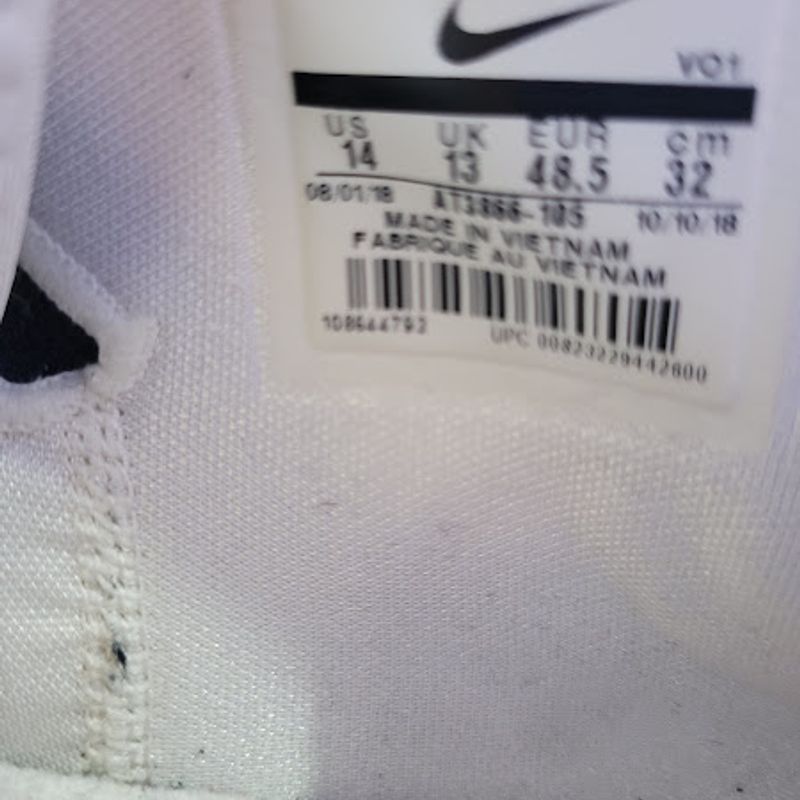 VO1
US UK EUR cm
14 13 48.5 32
08/01/18 AT3866-105 10/10/18
MADE IN VIETNAM
FABRIQUE AU VIETNAM
108644792
UPC 00823229442600